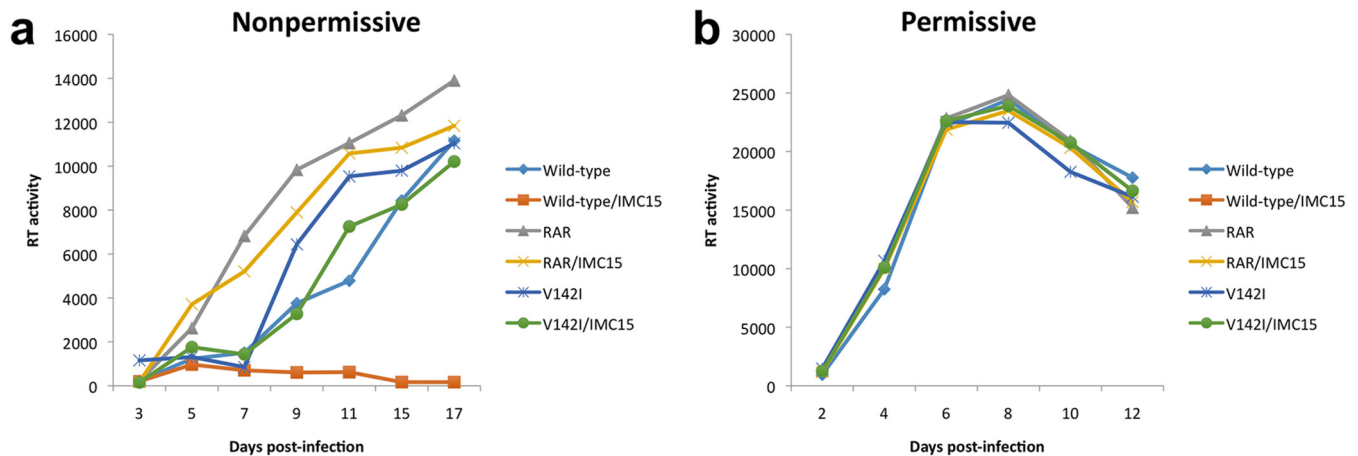 a
Nonpermissive
16000
14000
12000
10000
8000
6000
4000
2000
0
RT activity
3 5 7 9 11 15 17
Days post-infection
Wild-type
Wild-type/IMC15
RAR
RAR/IMC15
V142I
V142I/IMC15
b
Permissive
30000
25000
20000
15000
10000
5000
0
RT activity
2 4 6 8 10 12
Days post-infection
Wild-type
Wild-type/IMC15
RAR
RAR/IMC15
V142I
V142I/IMC15